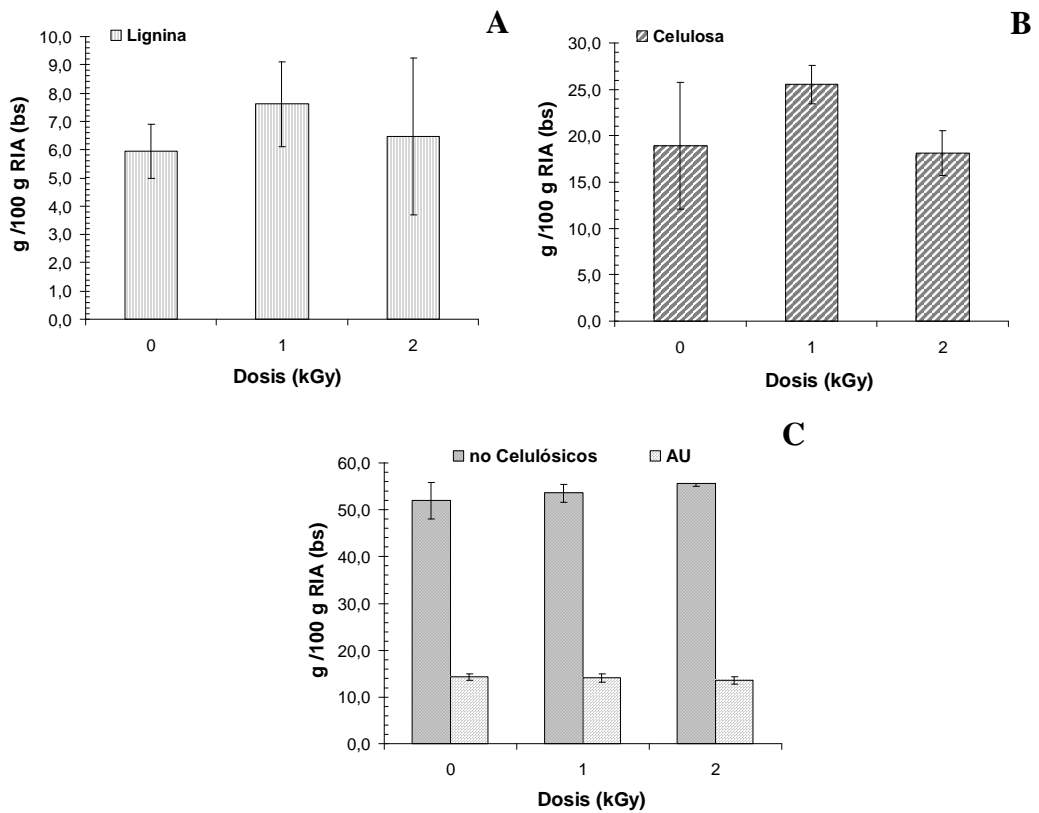 A
Lignina
g /100 g RIA (bs)
10,0
9,0
8,0
7,0
6,0
5,0
4,0
3,0
2,0
1,0
0,0
0 1 2
Dosis (kGy)
B
Celulosa
g /100 g RIA (bs)
30,0
25,0
20,0
15,0
10,0
5,0
0,0
0 1 2
Dosis (kGy)
C
no Celulósicos AU
g /100 g RIA (bs)
60,0
50,0
40,0
30,0
20,0
10,0
0,0
0 1 2
Dosis (kGy)